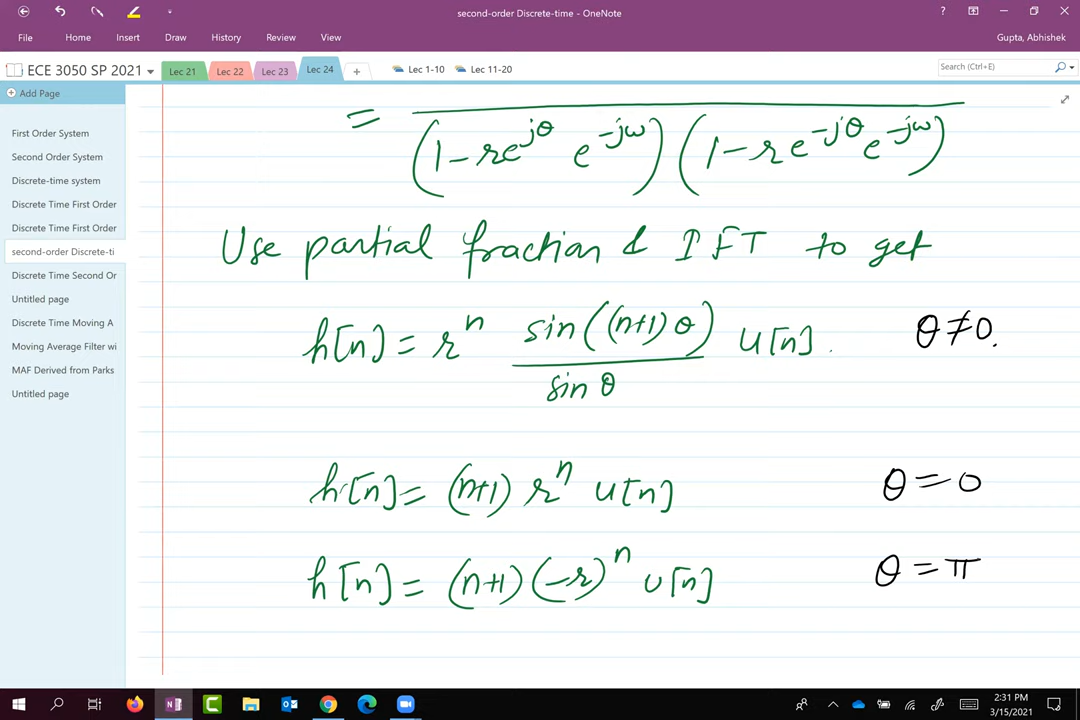 second-order Discrete-time - OneNote
File Home Insert Draw History Review View
Gupta, Abhishek
ECE 3050 SP 2021
Lec 21 Lec 22 Lec 23 Lec 24 + Lec 1-10 Lec 11-20
Search (Ctrl+E)
Add Page
First Order System
Second Order System
Discrete-time system
Discrete Time First Order
Discrete Time First Order
second-order Discrete-ti
Discrete Time Second Or
Untitled page
Discrete Time Moving A
Moving Average Filter wi
MAF Derived from Parks
Untitled page
=
(1-re^{jθ} e^{-jω}) (1-re^{-jθ} e^{-jω})
Use partial fraction & IFT to get
h[n] = r^n sin((n+1)θ) / sin θ u[n]. θ ≠ 0.
h[n] = (n+1) r^n u[n] θ = 0
h[n] = (n+1) (-r)^n u[n] θ = π
2:31 PM
3/15/2021